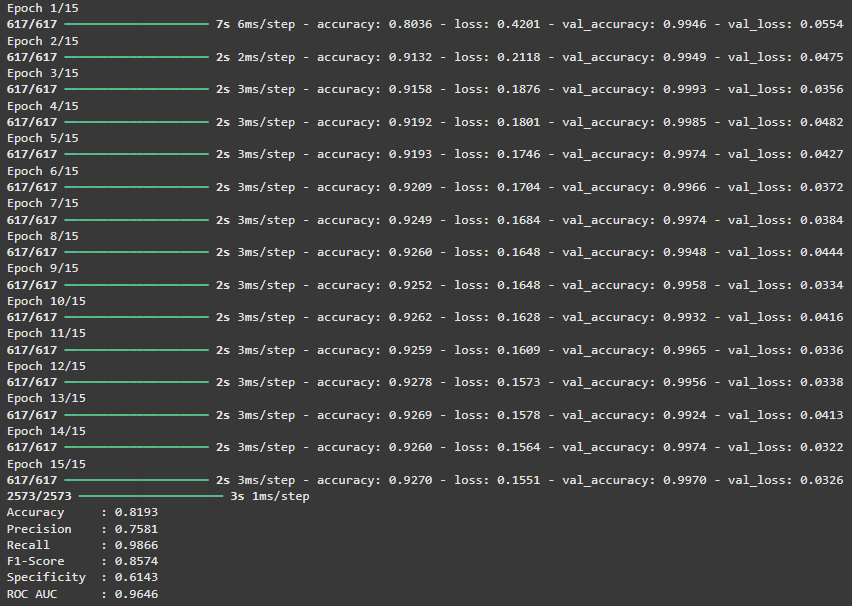 Epoch 1/15
617/617 ━━━━━━━━━━━━━━━━━━━━ 7s 6ms/step - accuracy: 0.8036 - loss: 0.4201 - val_accuracy: 0.9946 - val_loss: 0.0554
Epoch 2/15
617/617 ━━━━━━━━━━━━━━━━━━━━ 2s 2ms/step - accuracy: 0.9132 - loss: 0.2118 - val_accuracy: 0.9949 - val_loss: 0.0475
Epoch 3/15
617/617 ━━━━━━━━━━━━━━━━━━━━ 2s 3ms/step - accuracy: 0.9158 - loss: 0.1876 - val_accuracy: 0.9993 - val_loss: 0.0356
Epoch 4/15
617/617 ━━━━━━━━━━━━━━━━━━━━ 2s 3ms/step - accuracy: 0.9192 - loss: 0.1801 - val_accuracy: 0.9985 - val_loss: 0.0482
Epoch 5/15
617/617 ━━━━━━━━━━━━━━━━━━━━ 2s 3ms/step - accuracy: 0.9193 - loss: 0.1746 - val_accuracy: 0.9974 - val_loss: 0.0427
Epoch 6/15
617/617 ━━━━━━━━━━━━━━━━━━━━ 2s 3ms/step - accuracy: 0.9209 - loss: 0.1704 - val_accuracy: 0.9966 - val_loss: 0.0372
Epoch 7/15
617/617 ━━━━━━━━━━━━━━━━━━━━ 2s 3ms/step - accuracy: 0.9249 - loss: 0.1684 - val_accuracy: 0.9974 - val_loss: 0.0384
Epoch 8/15
617/617 ━━━━━━━━━━━━━━━━━━━━ 2s 3ms/step - accuracy: 0.9260 - loss: 0.1648 - val_accuracy: 0.9948 - val_loss: 0.0444
Epoch 9/15
617/617 ━━━━━━━━━━━━━━━━━━━━ 2s 3ms/step - accuracy: 0.9252 - loss: 0.1648 - val_accuracy: 0.9958 - val_loss: 0.0334
Epoch 10/15
617/617 ━━━━━━━━━━━━━━━━━━━━ 2s 3ms/step - accuracy: 0.9262 - loss: 0.1628 - val_accuracy: 0.9932 - val_loss: 0.0416
Epoch 11/15
617/617 ━━━━━━━━━━━━━━━━━━━━ 2s 3ms/step - accuracy: 0.9259 - loss: 0.1609 - val_accuracy: 0.9965 - val_loss: 0.0336
Epoch 12/15
617/617 ━━━━━━━━━━━━━━━━━━━━ 2s 3ms/step - accuracy: 0.9278 - loss: 0.1573 - val_accuracy: 0.9956 - val_loss: 0.0338
Epoch 13/15
617/617 ━━━━━━━━━━━━━━━━━━━━ 2s 3ms/step - accuracy: 0.9269 - loss: 0.1578 - val_accuracy: 0.9924 - val_loss: 0.0413
Epoch 14/15
617/617 ━━━━━━━━━━━━━━━━━━━━ 2s 3ms/step - accuracy: 0.9260 - loss: 0.1564 - val_accuracy: 0.9974 - val_loss: 0.0322
Epoch 15/15
617/617 ━━━━━━━━━━━━━━━━━━━━ 2s 3ms/step - accuracy: 0.9270 - loss: 0.1551 - val_accuracy: 0.9970 - val_loss: 0.0326
2573/2573 ━━━━━━━━━━━━━━━━━━━━ 3s 1ms/step
Accuracy     : 0.8193
Precision    : 0.7581
Recall       : 0.9866
F1-Score     : 0.8574
Specificity  : 0.6143
ROC AUC      : 0.9646